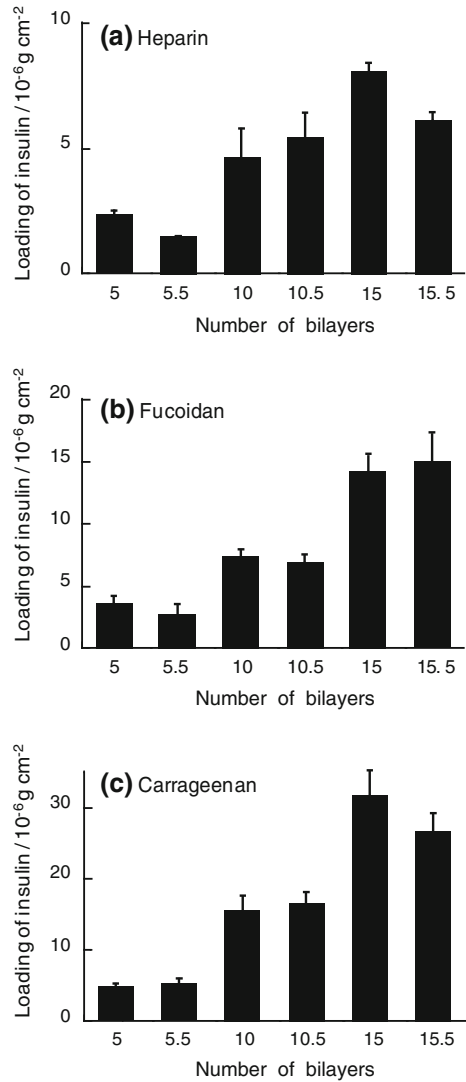 (a) Heparin
Loading of insulin / 10⁻⁶g cm⁻²
10
5
0
5 5.5 10 10.5 15 15.5
Number of bilayers
(b) Fucoidan
Loading of insulin / 10⁻⁶g cm⁻²
20
15
10
5
0
5 5.5 10 10.5 15 15.5
Number of bilayers
(c) Carrageenan
Loading of insulin / 10⁻⁶g cm⁻²
30
20
10
0
5 5.5 10 10.5 15 15.5
Number of bilayers